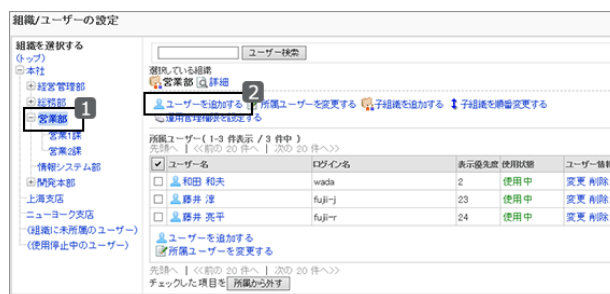 組織/ユーザーの設定
組織を選択する
(トップ)
本社
経営管理部
総務部
1
営業部
営業1課
営業2課
情報システム部
開発本部
上海支店
ニューヨーク支店
(組織に未所属のユーザー)
(使用停止中のユーザー)
ユーザー検索
選択している組織
営業部 詳細
2
ユーザーを追加する 所属ユーザーを変更する 子組織を追加する 子組織を順番変更する
運用管理権限を設定する
所属ユーザー( 1-3 件表示 / 3 件中 )
先頭へ | <<前の 20 件へ | 次の 20 件へ>>
ユーザー名 ログイン名 表示優先度 使用状態 ユーザー情報
和田 和夫 wada 2 使用中 変更 削除
藤井 淳 fuji-j 23 使用中 変更 削除
藤井 亮平 fuji-r 24 使用中 変更 削除
ユーザーを追加する
所属ユーザーを変更する
先頭へ | <<前の 20 件へ | 次の 20 件へ>>
チェックした項目を 所属から外す